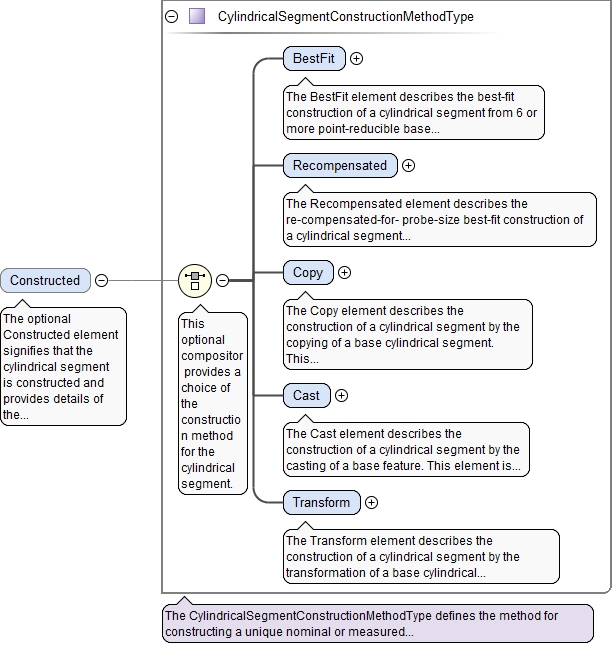 CylindricalSegmentConstructionMethodType
BestFit
The BestFit element describes the best-fit
construction of a cylindrical segment from 6 or
more point-reducible base...
Recompensated
The Recompensated element describes the
re-compensated-for- probe-size best-fit construction of
a cylindrical segment...
Constructed
The optional
Constructed element
signifies that the
cylindrical segment
is constructed and
provides details of
the...
This
optional
compositor
provides a
choice of
the
constructio
n method
for the
cylindrical
segment.
Copy
The Copy element describes the
construction of a cylindrical segment by the
copying of a base cylindrical segment.
This...
Cast
The Cast element describes the
construction of a cylindrical segment by the
casting of a base feature. This element is...
Transform
The Transform element describes the
construction of a cylindrical segment by the
transformation of a base cylindrical...
The CylindricalSegmentConstructionMethodType defines the method for
constructing a unique nominal or measured...